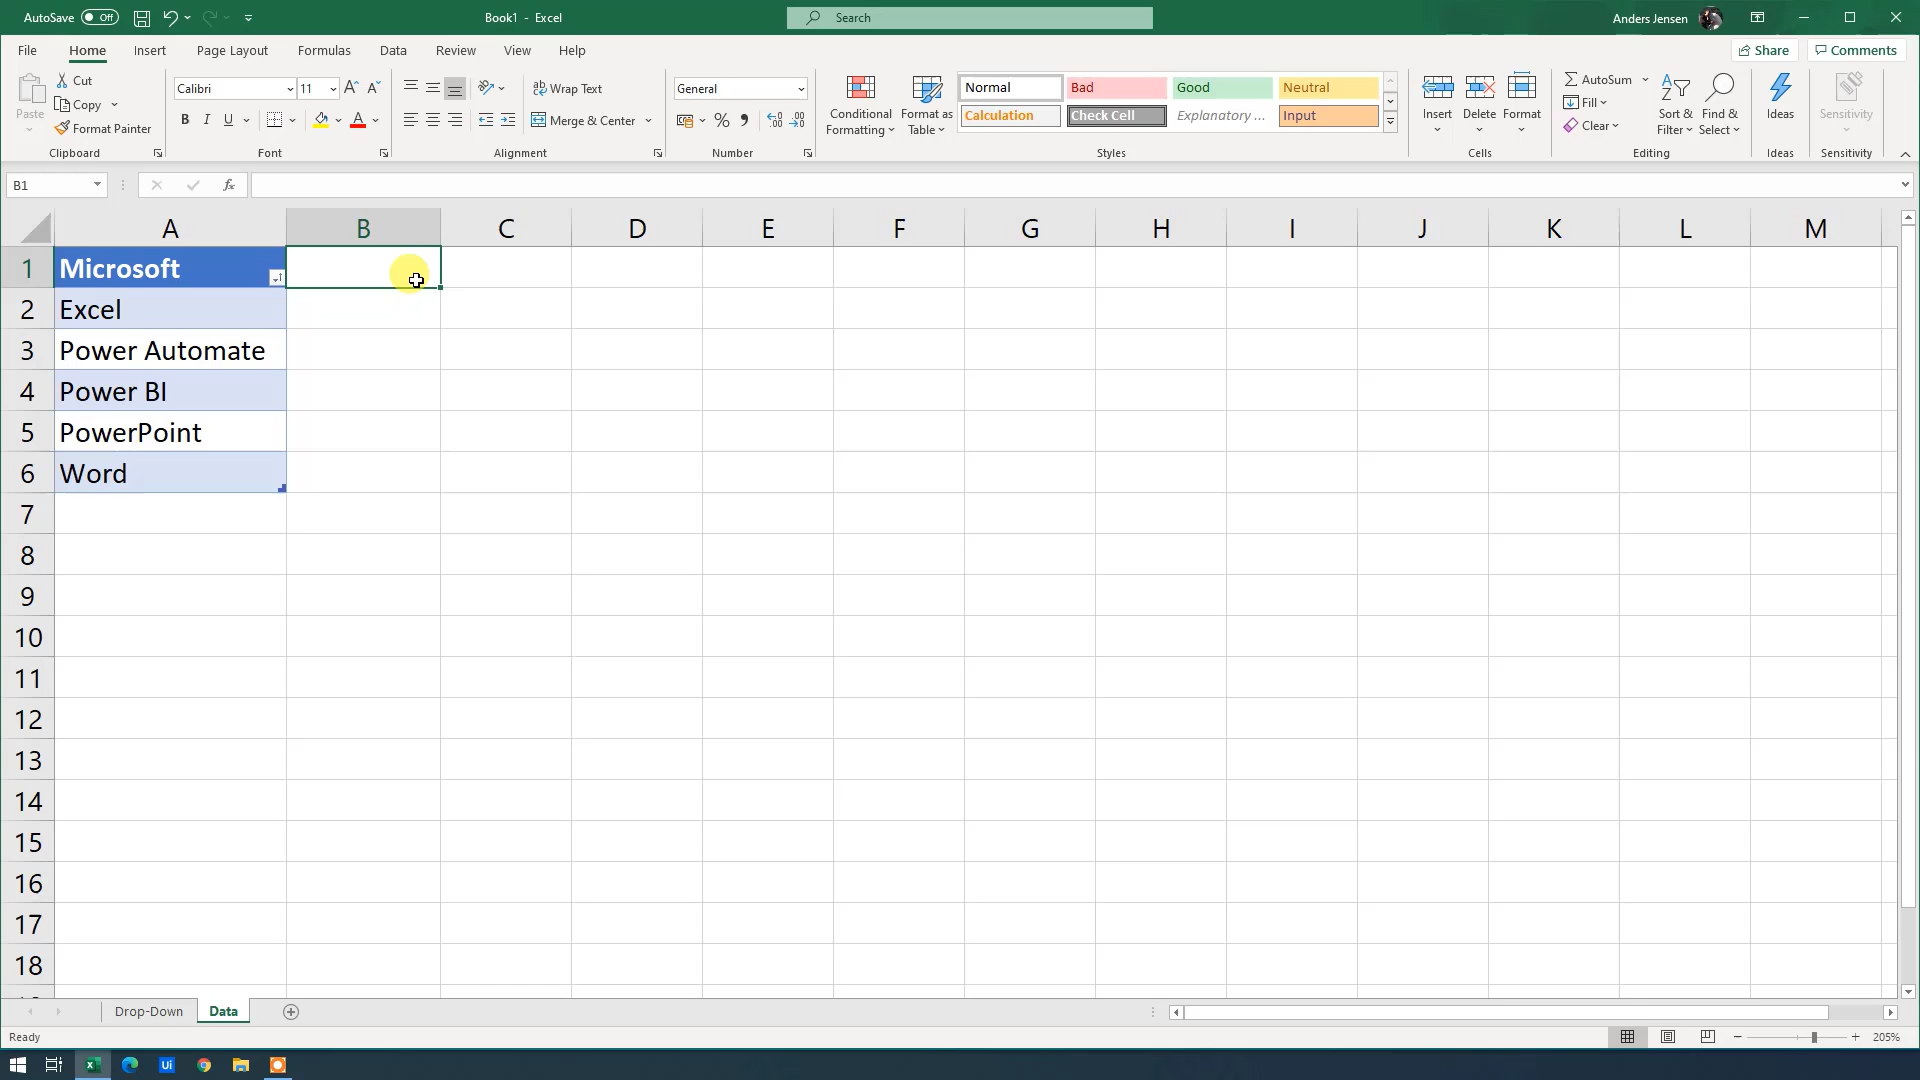 AutoSave Off Book1 - Excel Search Anders Jensen
File Home Insert Page Layout Formulas Data Review View Help Share Comments
Paste Cut Copy Format Painter
Clipboard
Calibri 11
B I U A
Font
Wrap Text
Merge & Center
Alignment
General
% ,
Number
Conditional Formatting
Format as Table
Normal Bad Good Neutral
Calculation Check Cell Explanatory ... Input
Styles
Insert Delete Format
Cells
AutoSum
Fill
Clear
Sort & Filter
Find & Select
Editing
Ideas
Ideas
Sensitivity
Sensitivity
B1 fx
A B C D E F G H I J K L M
1 Microsoft
2 Excel
3 Power Automate
4 Power BI
5 PowerPoint
6 Word
7
8
9
10
11
12
13
14
15
16
17
18
Drop-Down Data
Ready 205%
Ui